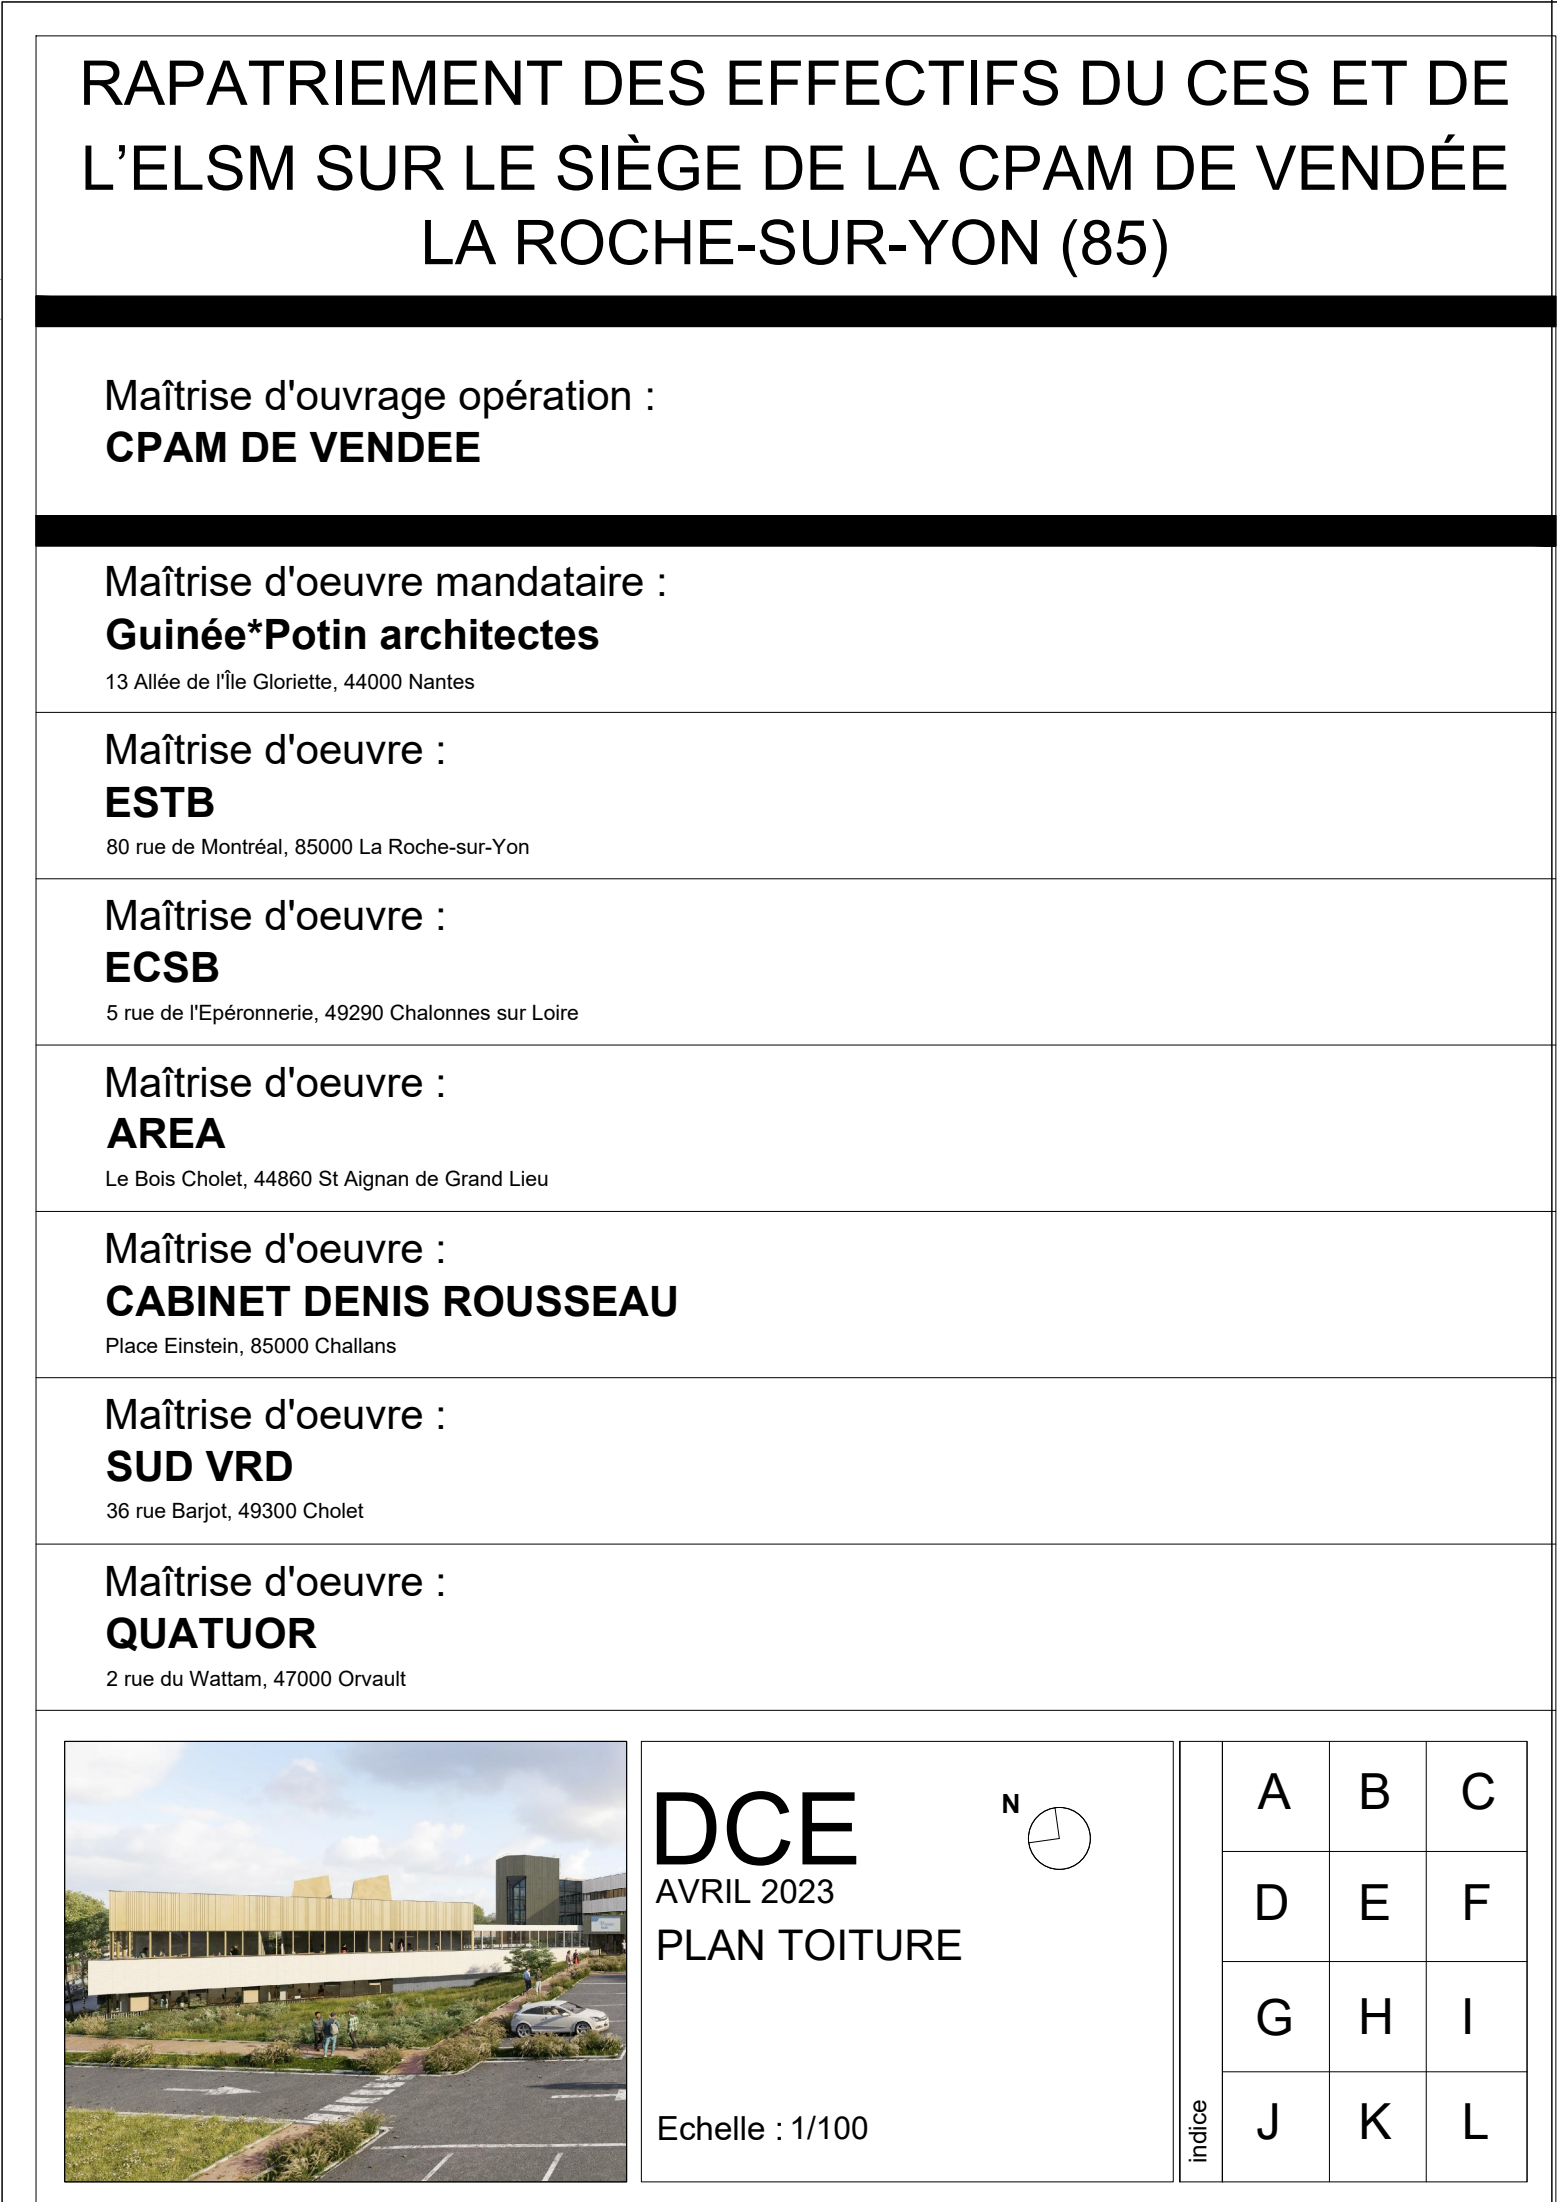 RAPATRIEMENT DES EFFECTIFS DU CES ET DE
L’ELSM SUR LE SIÈGE DE LA CPAM DE VENDÉE
LA ROCHE-SUR-YON (85)
Maîtrise d'ouvrage opération :
CPAM DE VENDEE
Maîtrise d'oeuvre mandataire :
Guinée*Potin architectes
13 Allée de l'Île Gloriette, 44000 Nantes
Maîtrise d'oeuvre :
ESTB
80 rue de Montréal, 85000 La Roche-sur-Yon
Maîtrise d'oeuvre :
ECSB
5 rue de l'Epéronnerie, 49290 Chalonnes sur Loire
Maîtrise d'oeuvre :
AREA
Le Bois Cholet, 44860 St Aignan de Grand Lieu
Maîtrise d'oeuvre :
CABINET DENIS ROUSSEAU
Place Einstein, 85000 Challans
Maîtrise d'oeuvre :
SUD VRD
36 rue Barjot, 49300 Cholet
Maîtrise d'oeuvre :
QUATUOR
2 rue du Wattam, 47000 Orvault
DCE
N
AVRIL 2023
PLAN TOITURE
Echelle : 1/100
indice
A B C
D E F
G H I
J K L